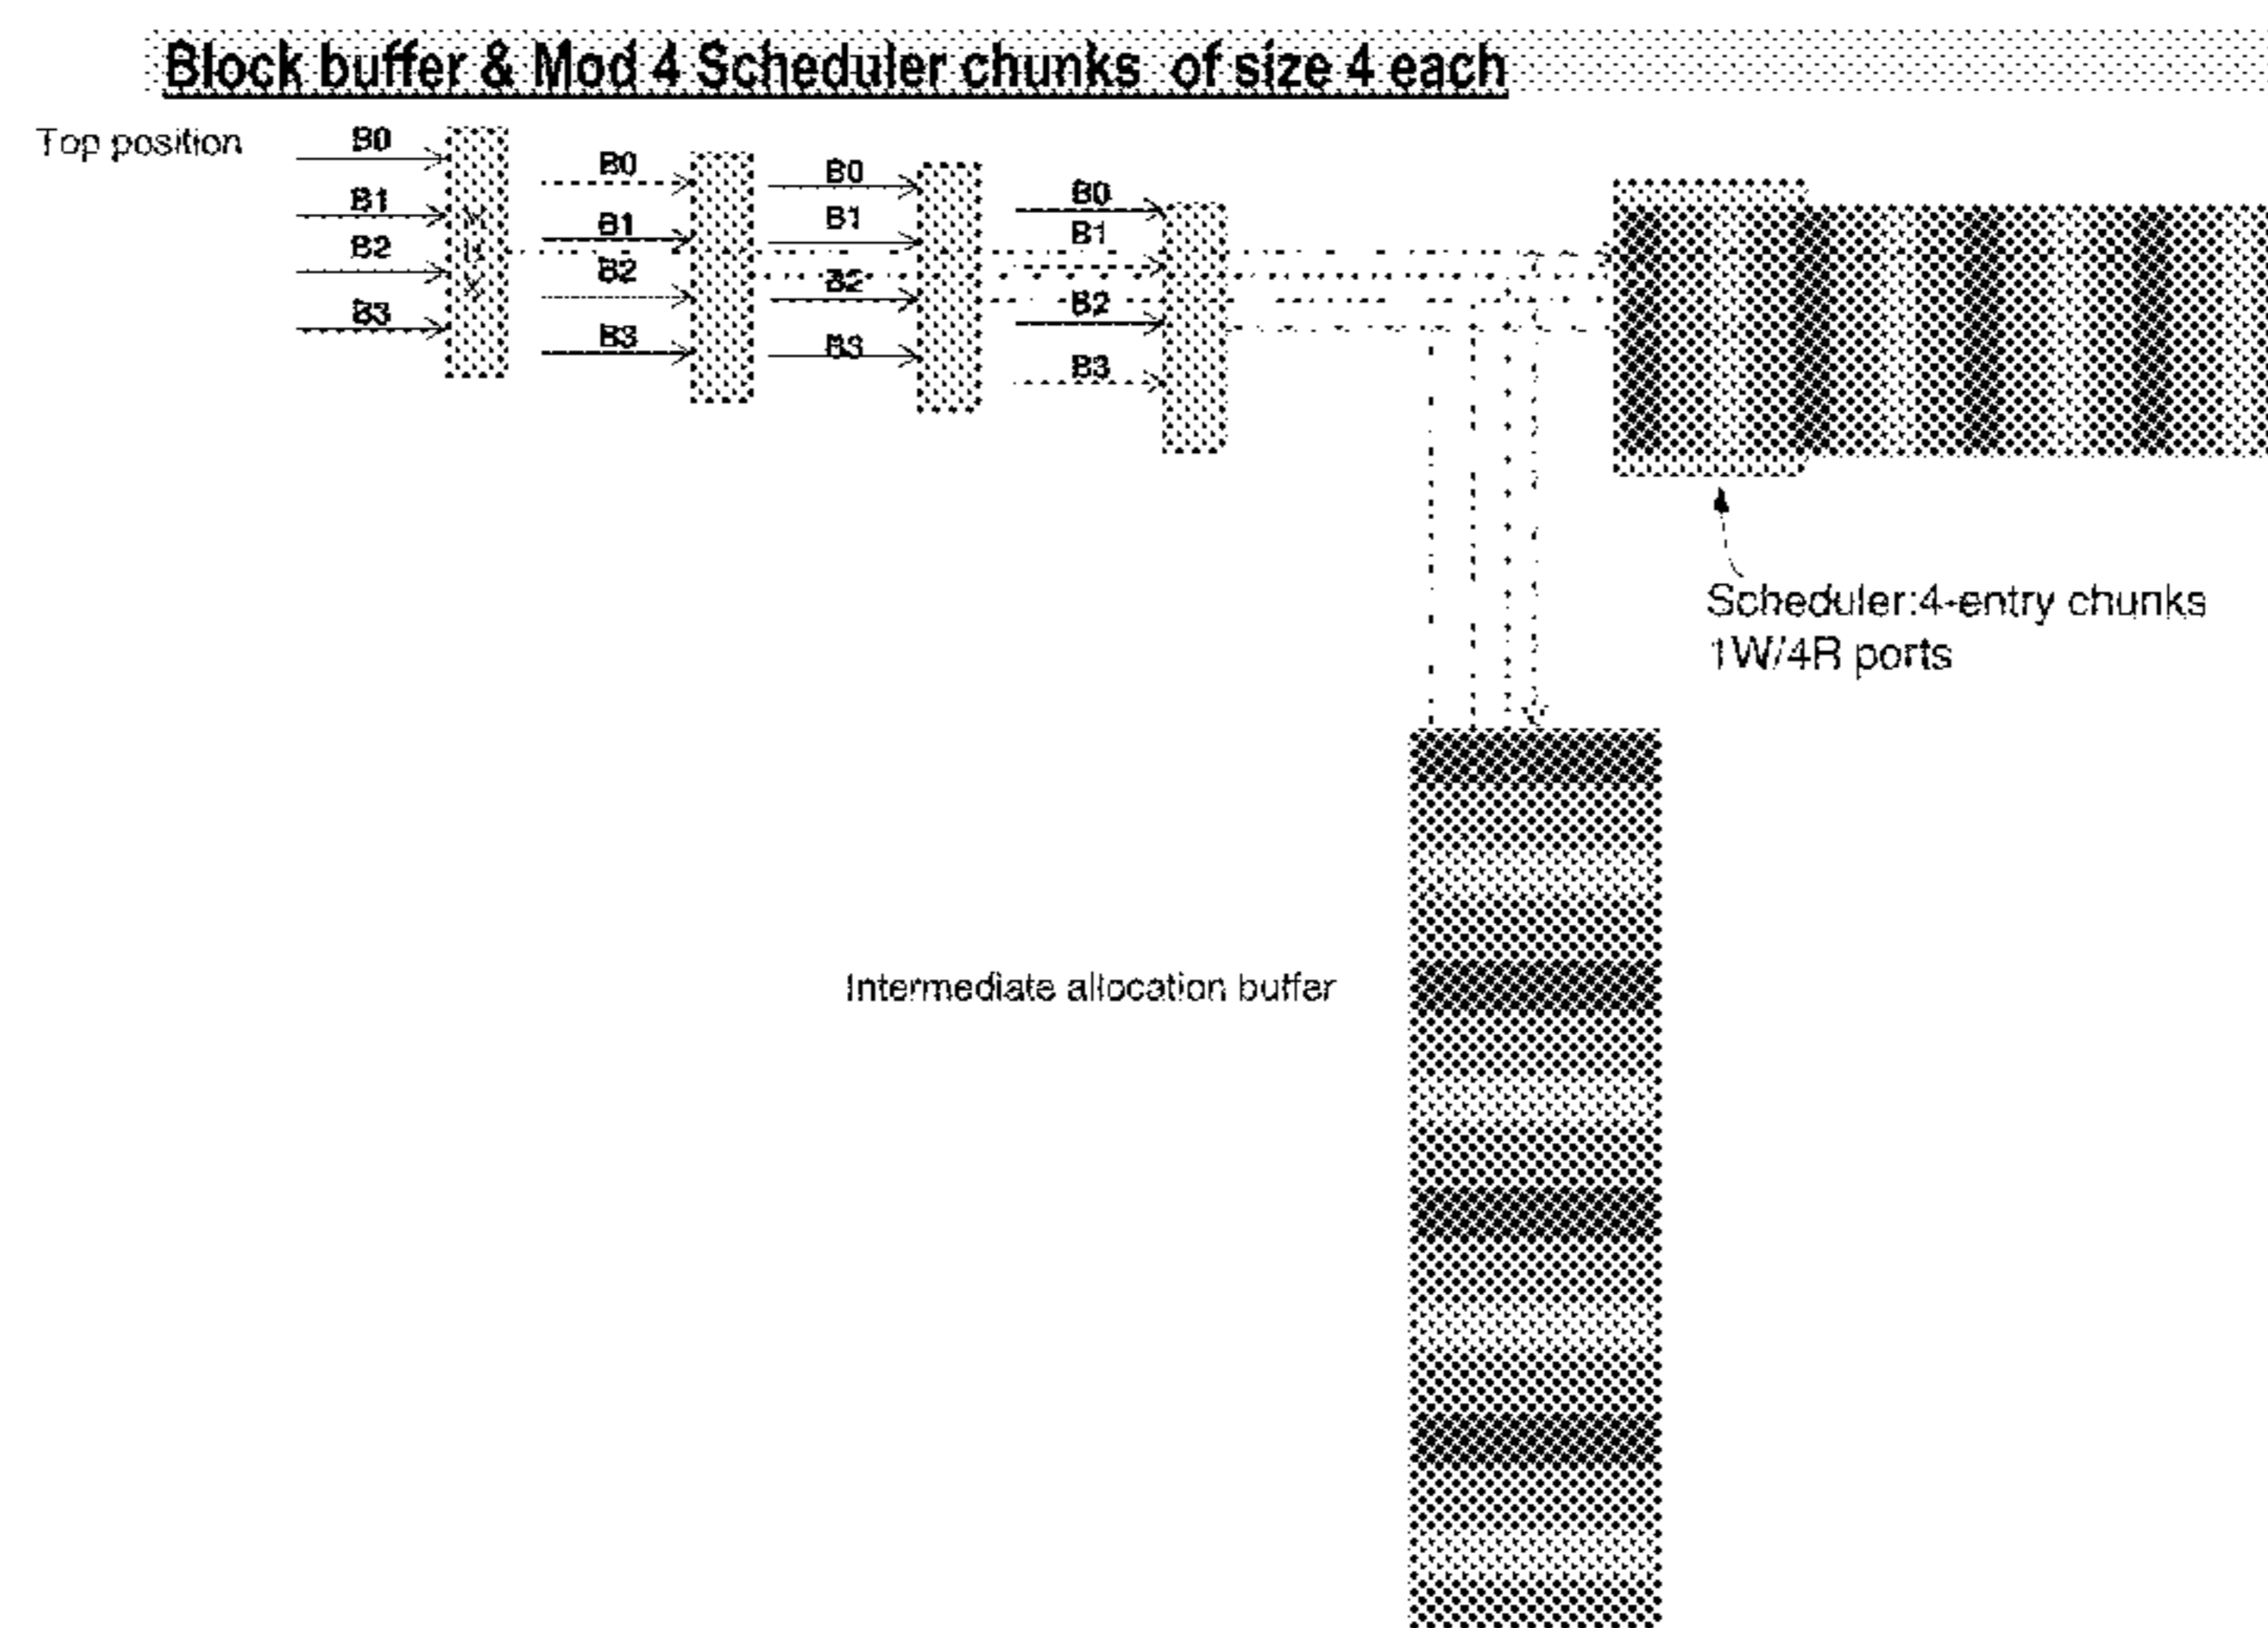 Block buffer & Mod 4 Scheduler chunks of size 4 each
Top position
B0
B1
B2
B3
B0
B1
B2
B3
B0
B1
B2
B3
B0
B1
B2
B3
Scheduler:4-entry chunks
1W/4R ports
Intermediate allocation buffer